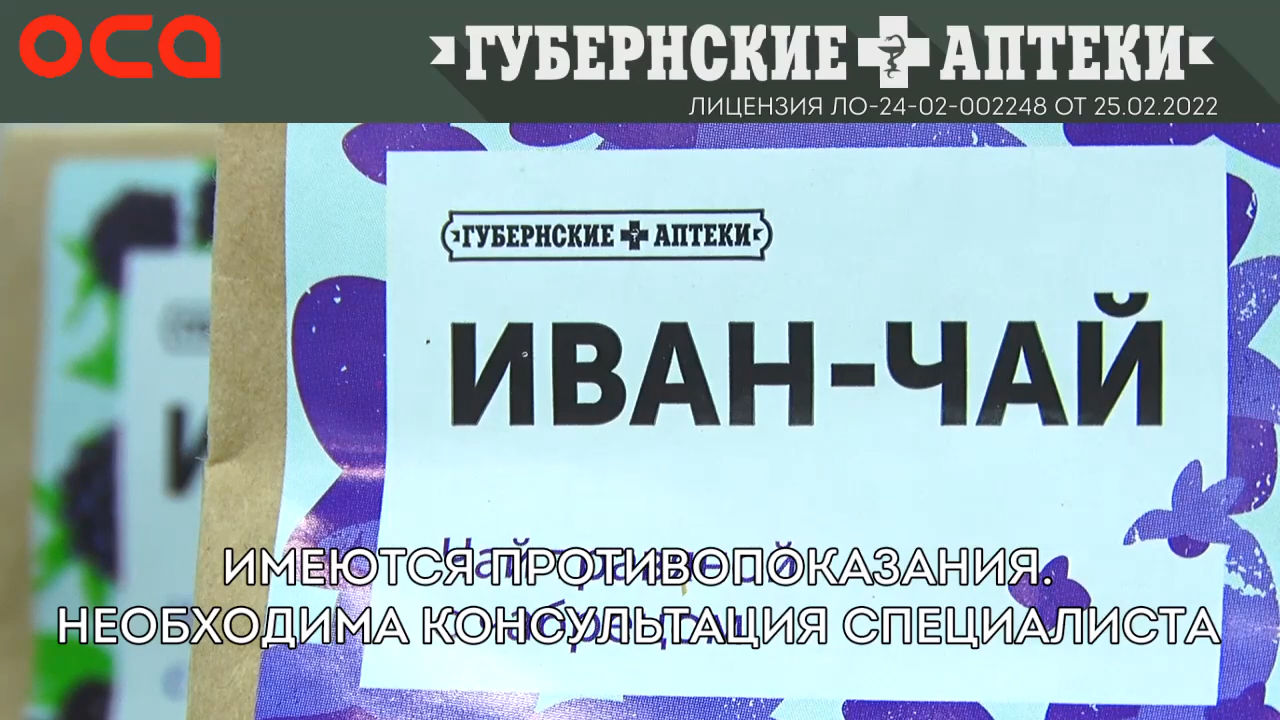 оса
ГУБЕРНСКИЕ АПТЕКИ
ЛИЦЕНЗИЯ ЛО-24-02-002248 ОТ 25.02.2022
ГУБЕРНСКИЕ АПТЕКИ
ИВАН-ЧАЙ
ИМЕЮТСЯ ПРОТИВОПОКАЗАНИЯ.
НЕОБХОДИМА КОНСУЛЬТАЦИЯ СПЕЦИАЛИСТА